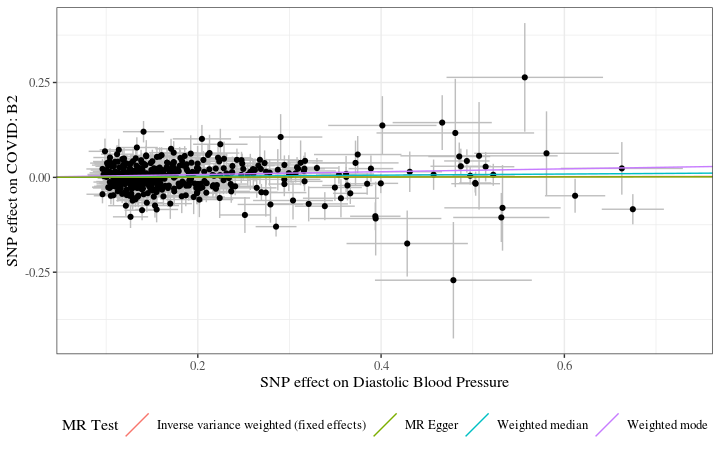 0.25
0.00
-0.25
SNP effect on COVID: B2
0.2 0.4 0.6
SNP effect on Diastolic Blood Pressure
MR Test Inverse variance weighted (fixed effects) MR Egger Weighted median Weighted mode